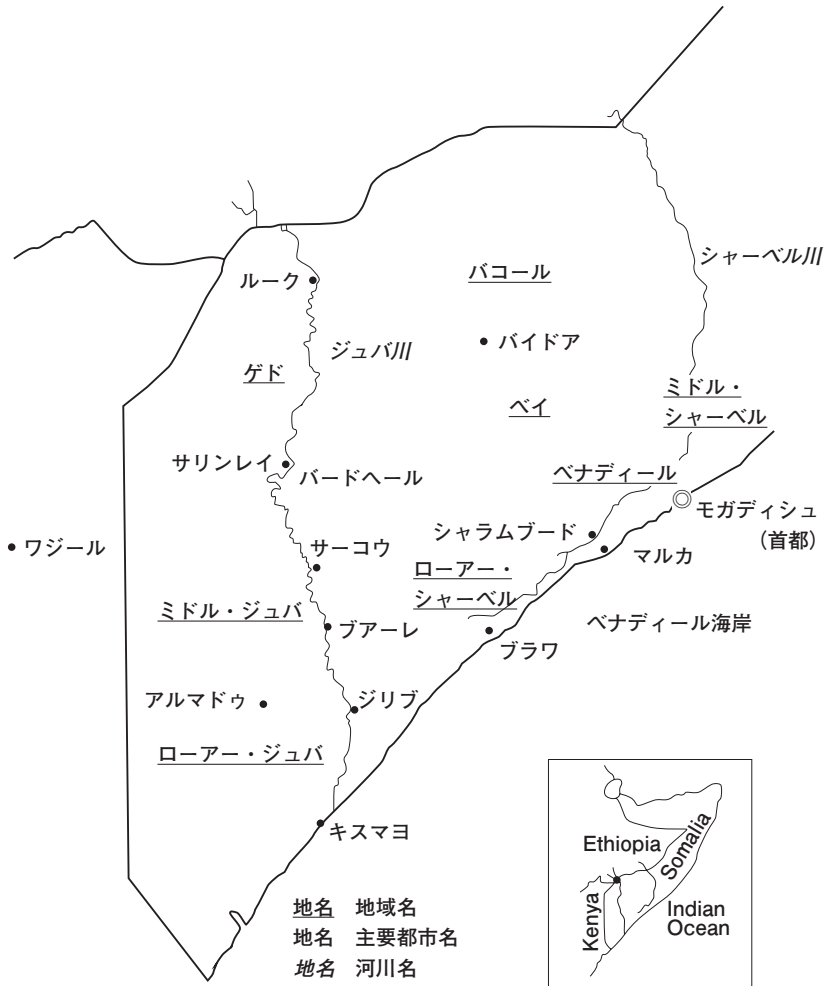 シャーベル川
バコール
ルーク
ジュバ川
バイドア
ゲド
ベイ
ミドル・
シャーベル
サリンレイ
バードヘール
ベナディール
モガディシュ
(首都)
シャラムブード
マルカ
ワジール
サーコウ
ローアー・
シャーベル
ミドル・ジュバ
ブアーレ
ベナディール海岸
ブラワ
アルマドゥ
ジリブ
ローアー・ジュバ
キスマヨ
地名 地域名
地名 主要都市名
地名 河川名
Ethiopia
Somalia
Kenya
Indian
Ocean